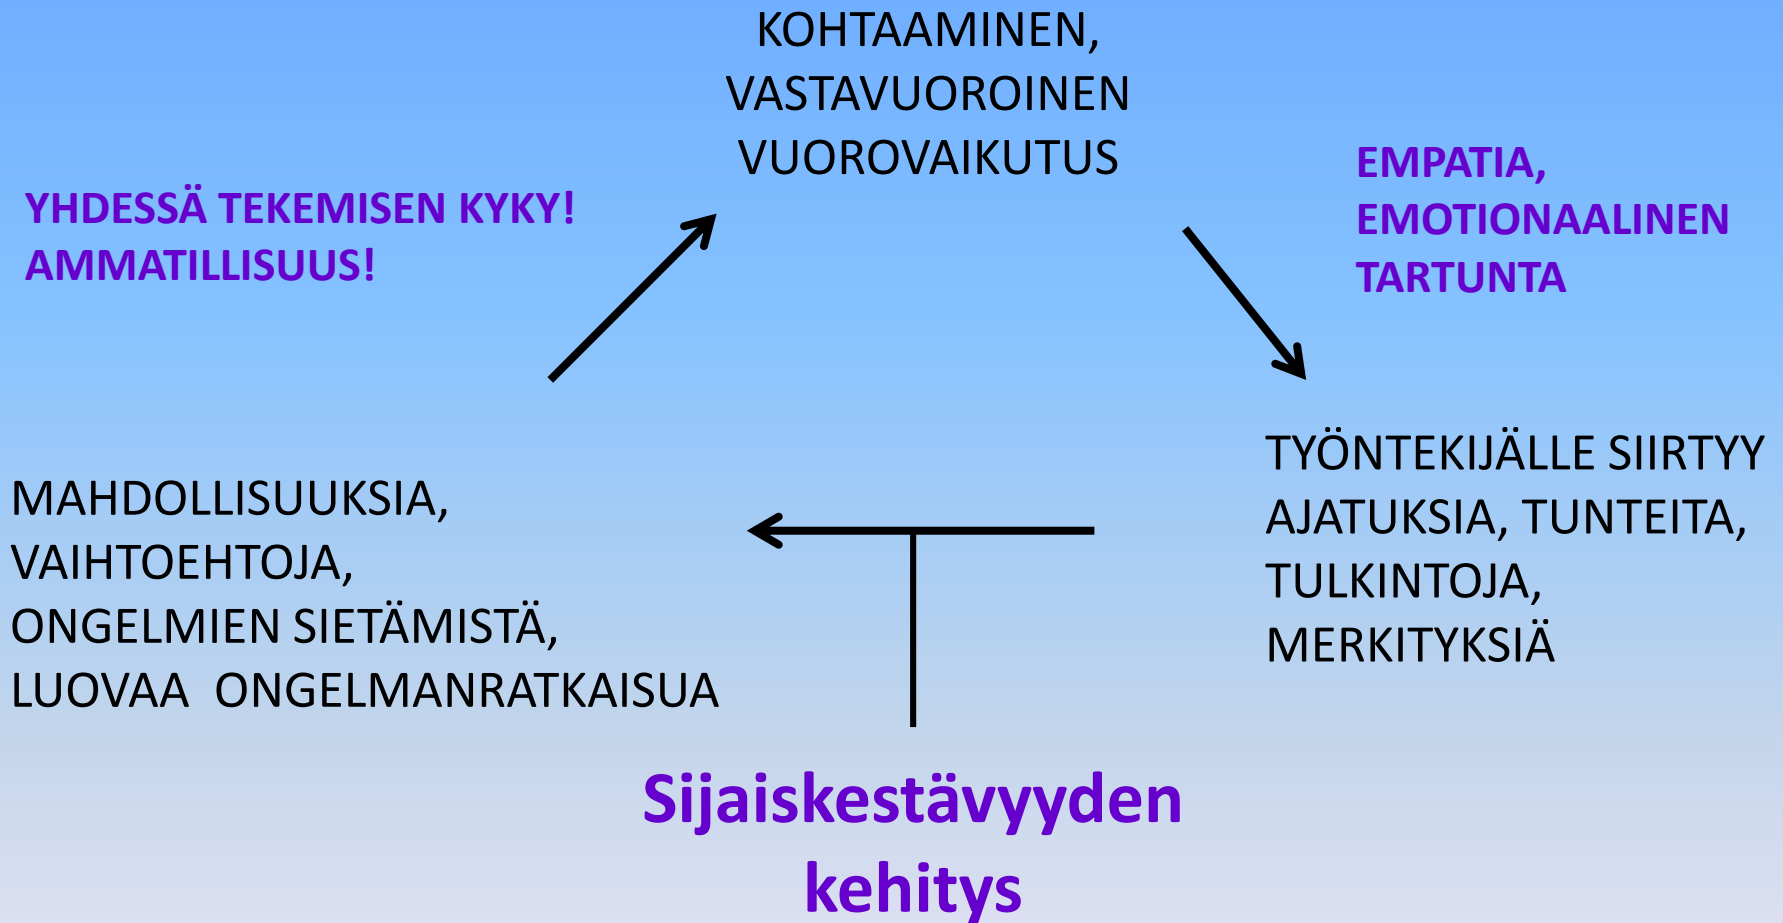 KOHTAAMINEN,
VASTAVUOROINEN
VUOROVAIKUTUS
EMPATIA,
EMOTIONAALINEN
TARTUNTA
YHDESSÄ TEKEMISEN KYKY!
AMMATILLISUUS!
TYÖNTEKIJÄLLE SIIRTYY
AJATUKSIA, TUNTEITA,
TULKINTOJA,
MERKITYKSIÄ
MAHDOLLISUUKSIA,
VAIHTOEHTOJA,
ONGELMIEN SIETÄMISTÄ,
LUOVAA  ONGELMANRATKAISUA
Sijaiskestävyyden
kehitys